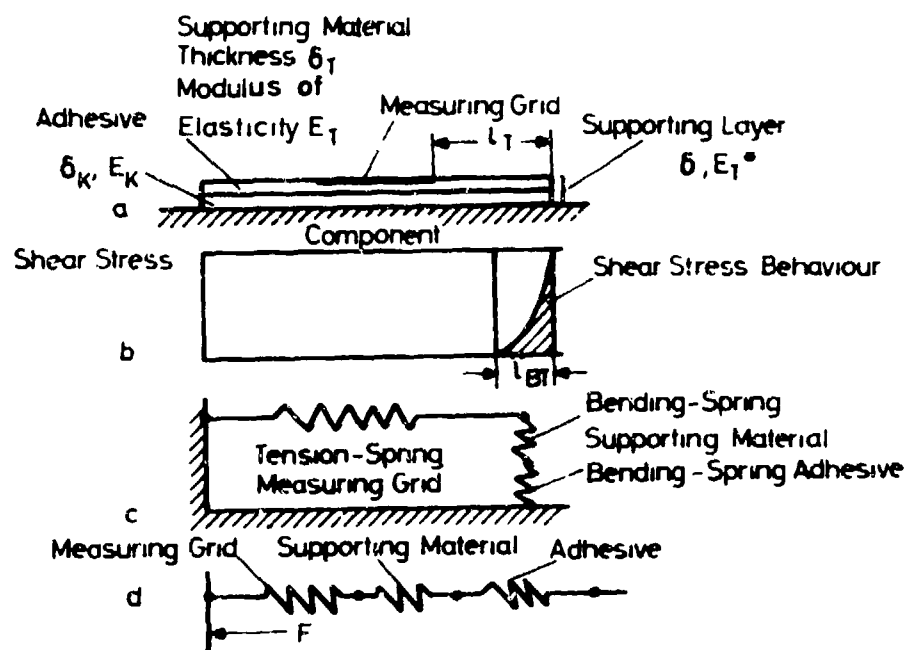 Supporting Material
Thickness δT
Modulus of
Elasticity ET
Measuring Grid
Adhesive
δK, EK
lT
Supporting Layer
δ, ET*
a
Component
Shear Stress
Shear Stress Behaviour
b
lBT
Bending-Spring
Supporting Material
Bending-Spring Adhesive
Tension-Spring
Measuring Grid
c
Measuring Grid
Supporting Material
Adhesive
d
F